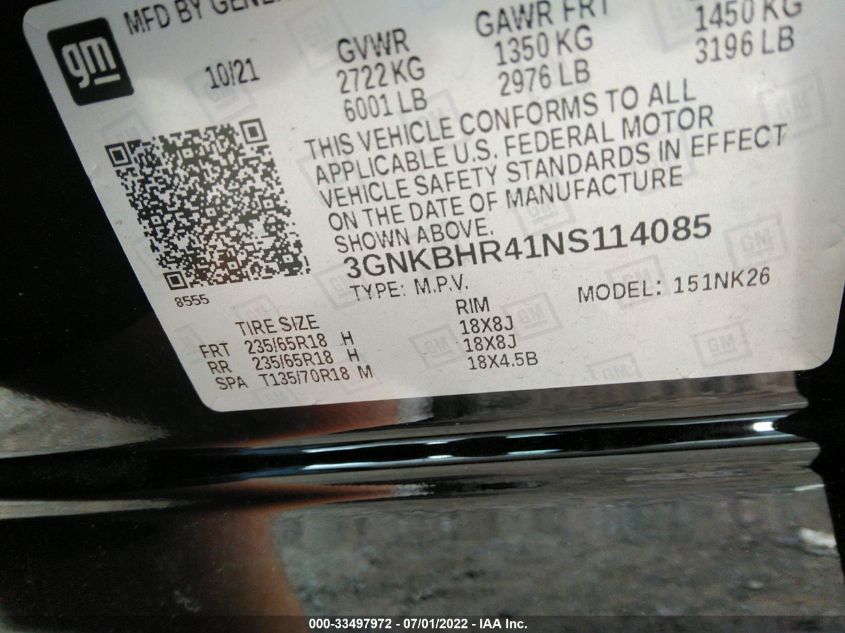 gm
MFD BY
10/21
GVWR
2722 KG
6001 LB
GAWR FRT
1350 KG
2976 LB
1450 KG
3196 LB
THIS VEHICLE CONFORMS TO ALL
APPLICABLE U.S. FEDERAL MOTOR
VEHICLE SAFETY STANDARDS IN EFFECT
ON THE DATE OF MANUFACTURE
SHOWN ABOVE.
3GNKBHR41NS114085
TYPE: M.P.V. MODEL: 151NK26
8555
TIRE SIZE RIM
FRT 235/65R18 H 18X8J
RR 235/65R18 H 18X8J
SPA T135/70R18 M 18X4.5B
000-33497972 - 07/01/2022 - IAA Inc.